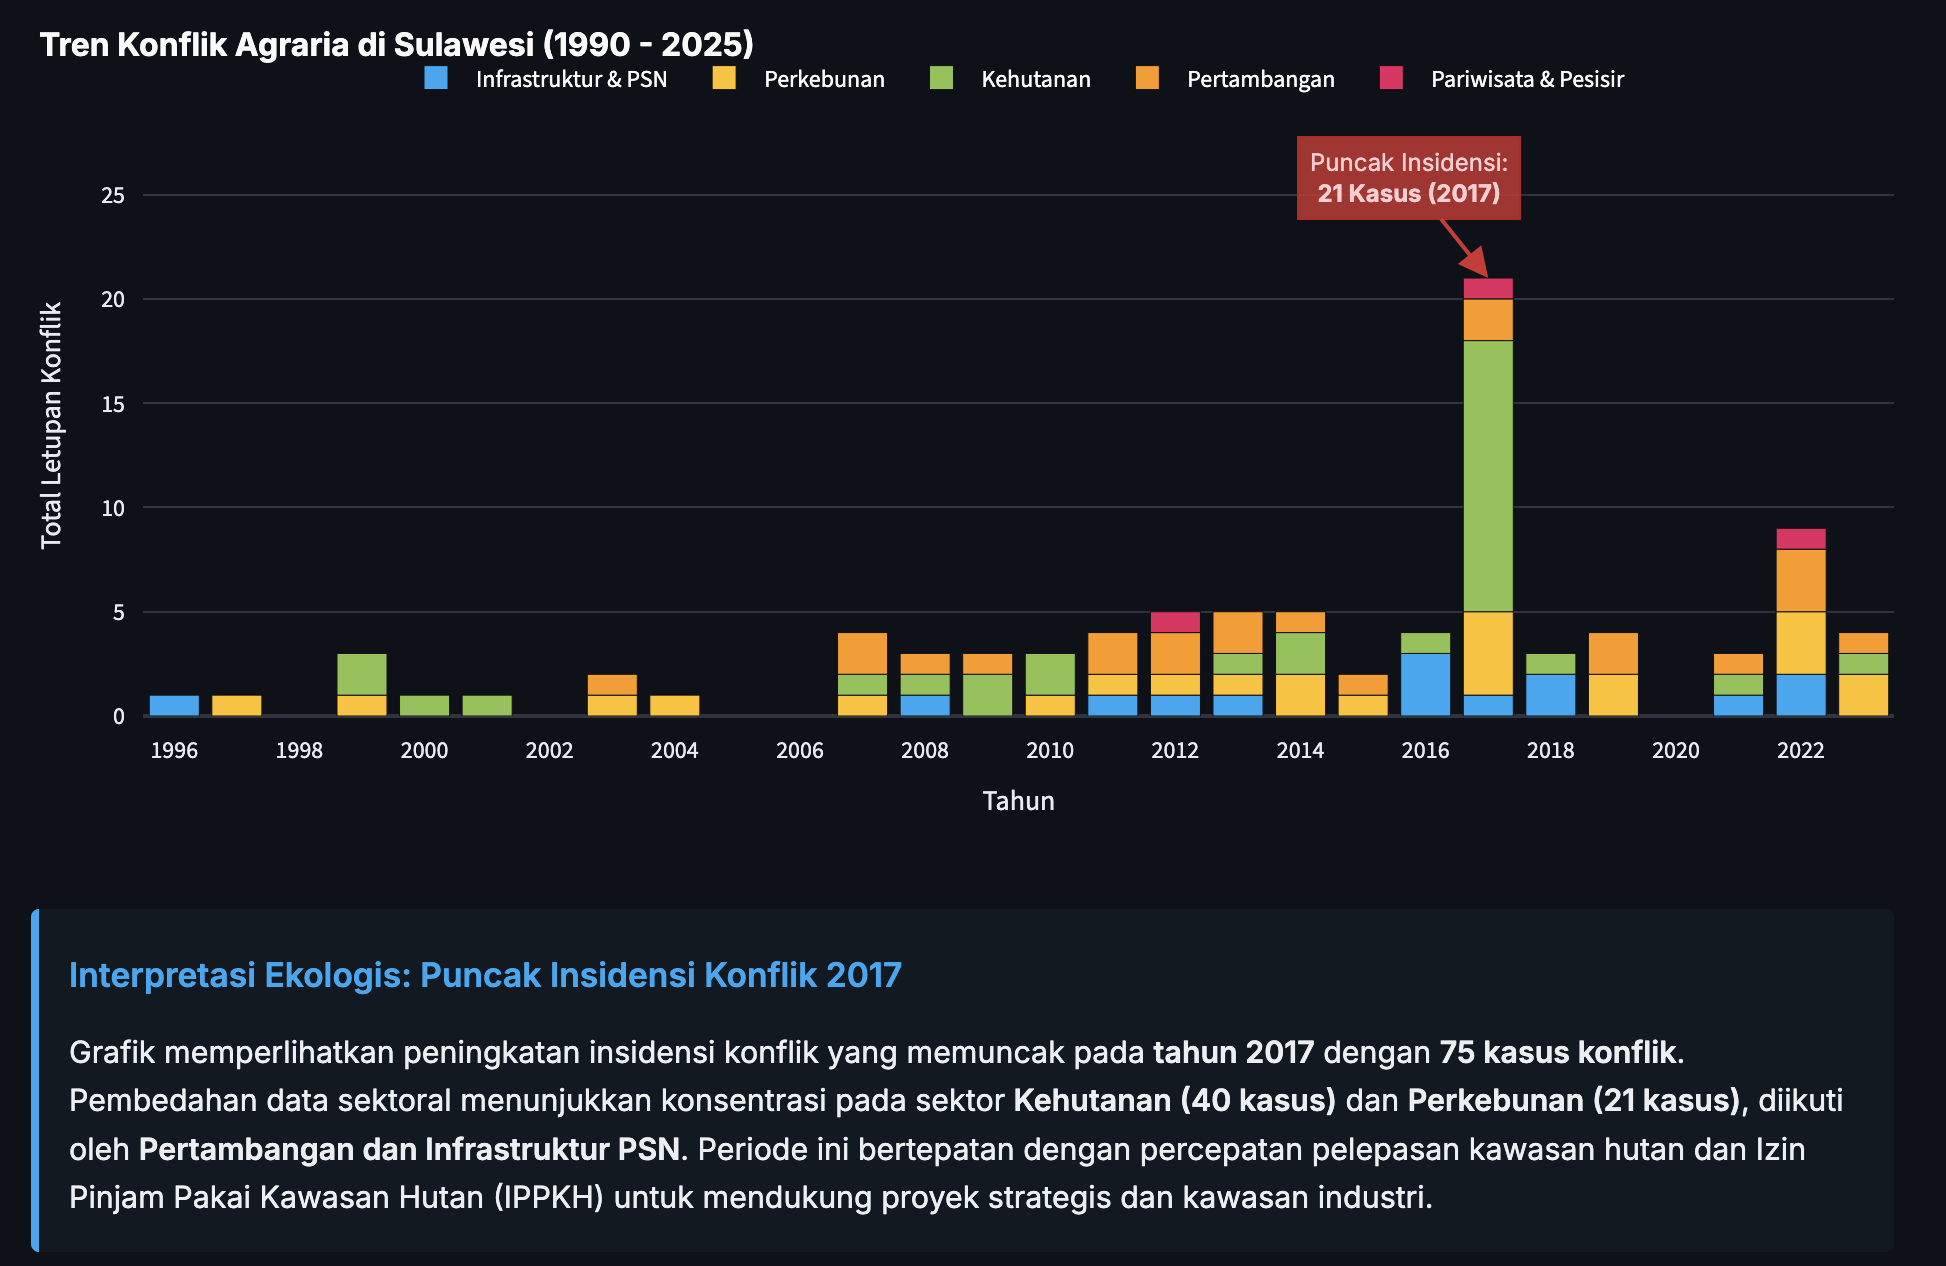 Tren Konflik Agraria di Sulawesi (1990 - 2025)
Infrastruktur & PSN Perkebunan Kehutanan Pertambangan Pariwisata & Pesisir
Puncak Insidensi:
21 Kasus (2017)
25
20
15
10
5
0
Total Letupan Konflik
1996 1998 2000 2002 2004 2006 2008 2010 2012 2014 2016 2018 2020 2022
Tahun
Interpretasi Ekologis: Puncak Insidensi Konflik 2017
Grafik memperlihatkan peningkatan insidensi konflik yang memuncak pada tahun 2017 dengan 75 kasus konflik.
Pembedahan data sektoral menunjukkan konsentrasi pada sektor Kehutanan (40 kasus) dan Perkebunan (21 kasus), diikuti
oleh Pertambangan dan Infrastruktur PSN. Periode ini bertepatan dengan percepatan pelepasan kawasan hutan dan Izin
Pinjam Pakai Kawasan Hutan (IPPKH) untuk mendukung proyek strategis dan kawasan industri.